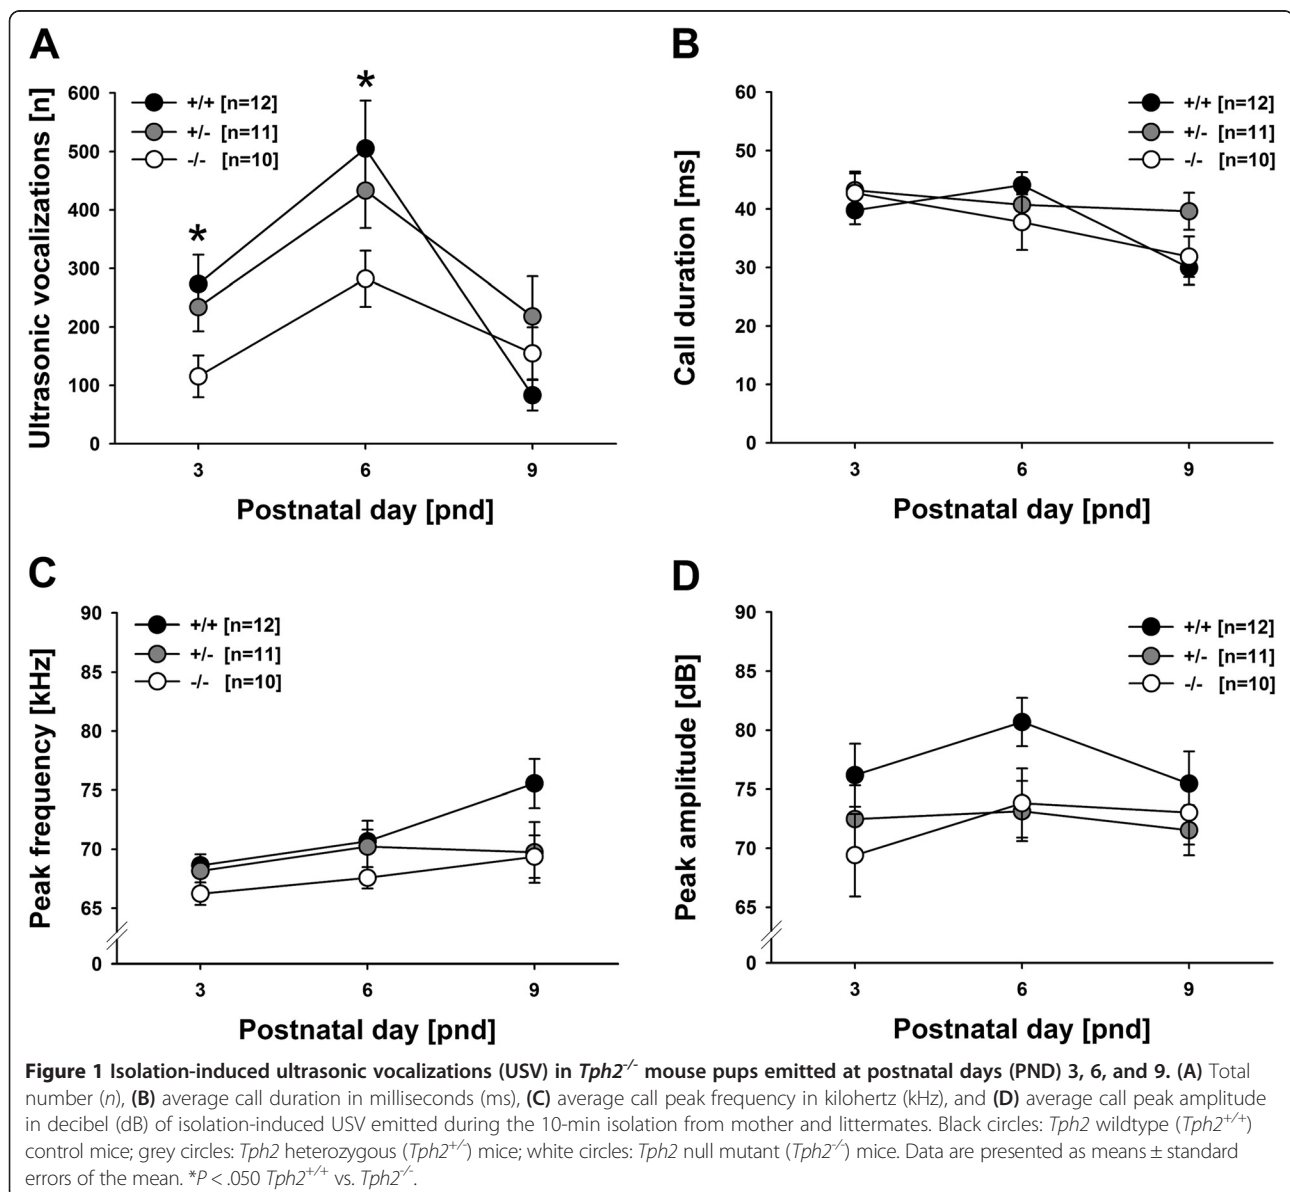 A
Ultrasonic vocalizations [n]
600
500
400
300
200
100
0
+/+ [n=12]
+/- [n=11]
-/- [n=10]
*
*
3 6 9
Postnatal day [pnd]
B
Call duration [ms]
60
50
40
30
20
10
0
+/+ [n=12]
+/- [n=11]
-/- [n=10]
3 6 9
Postnatal day [pnd]
C
Peak frequency [kHz]
90
85
80
75
70
65
0
+/+ [n=12]
+/- [n=11]
-/- [n=10]
3 6 9
Postnatal day [pnd]
D
Peak amplitude [dB]
90
85
80
75
70
65
0
+/+ [n=12]
+/- [n=11]
-/- [n=10]
3 6 9
Postnatal day [pnd]
Figure 1 Isolation-induced ultrasonic vocalizations (USV) in Tph2-/- mouse pups emitted at postnatal days (PND) 3, 6, and 9. (A) Total
number (n), (B) average call duration in milliseconds (ms), (C) average call peak frequency in kilohertz (kHz), and (D) average call peak amplitude
in decibel (dB) of isolation-induced USV emitted during the 10-min isolation from mother and littermates. Black circles: Tph2 wildtype (Tph2+/+)
control mice; grey circles: Tph2 heterozygous (Tph2+/-) mice; white circles: Tph2 null mutant (Tph2-/-) mice. Data are presented as means ± standard
errors of the mean. *P < .050 Tph2+/+ vs. Tph2-/-.